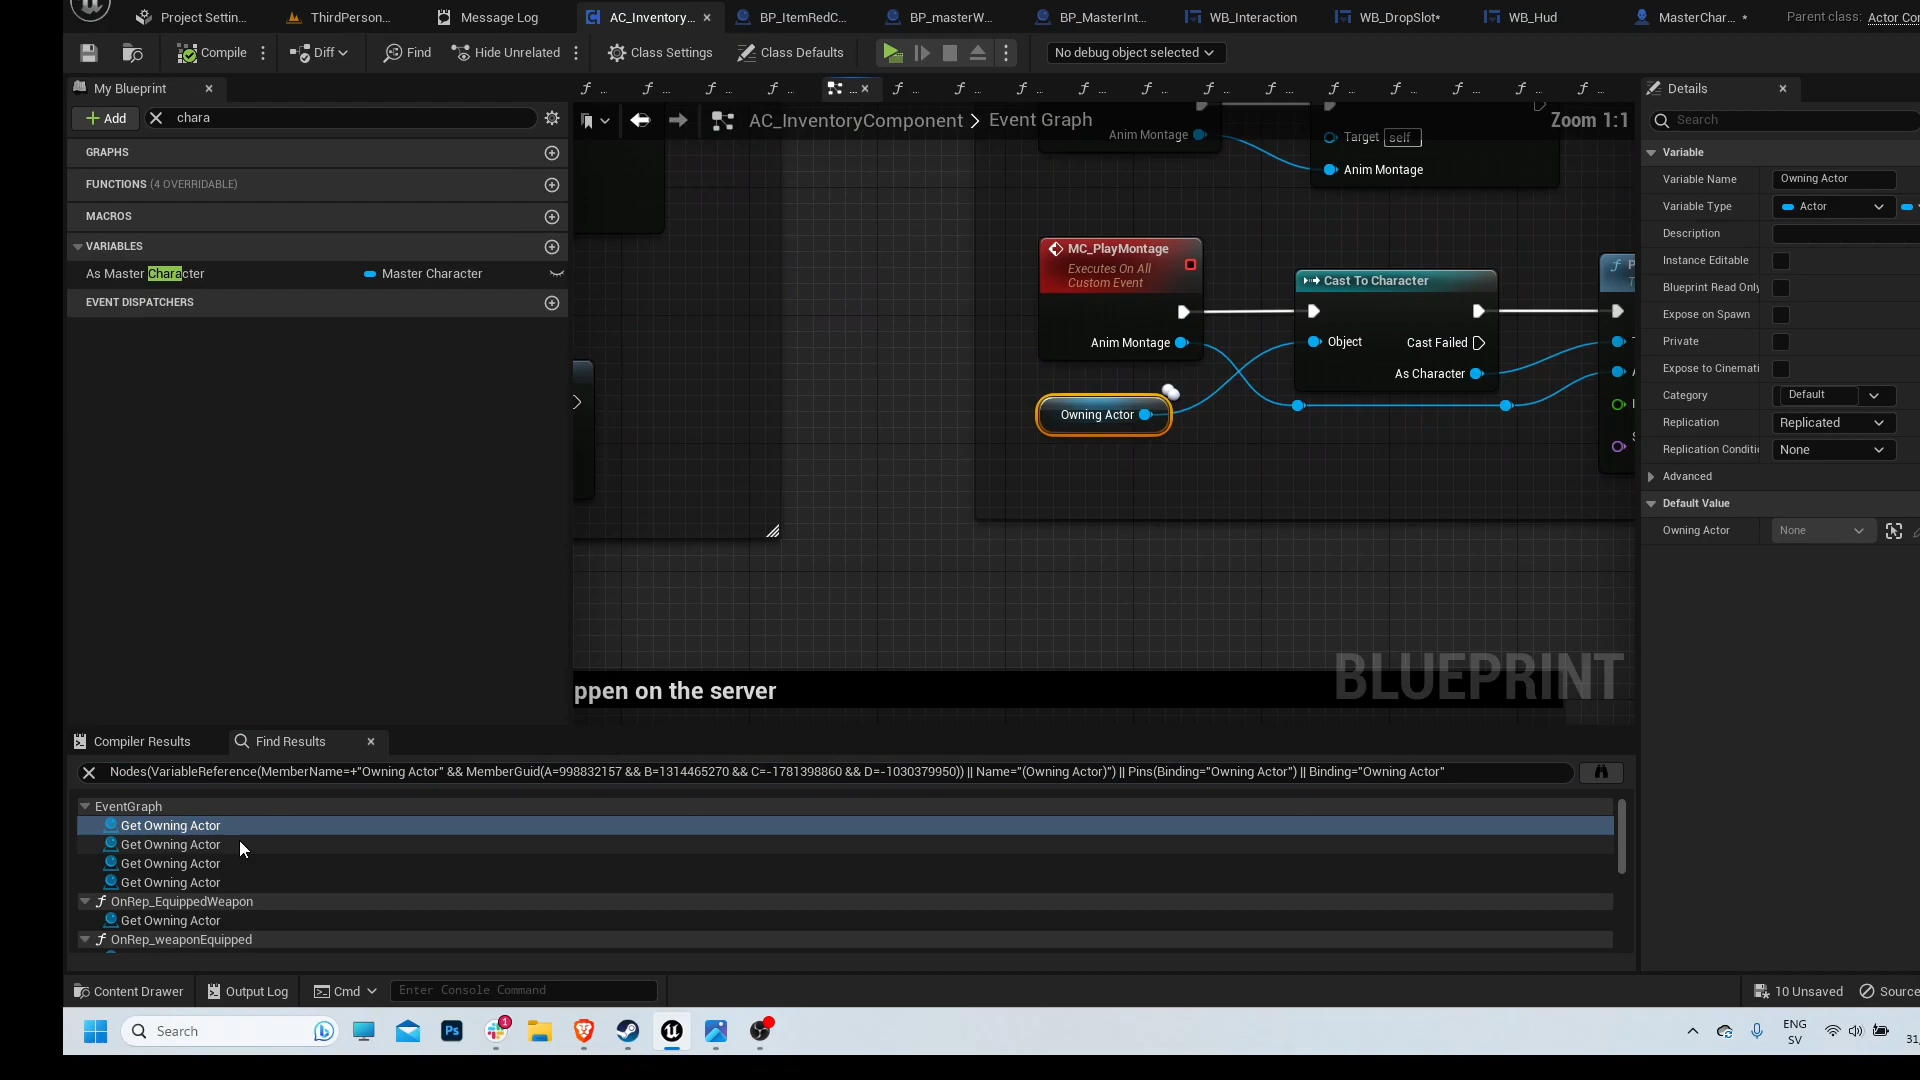 Project Settin... ThirdPerson... Message Log AC_Inventory... BP_ItemRedC... BP_masterW... BP_MasterInt... WB_Interaction WB_DropSlot* WB_Hud MasterChar... * Parent class: Actor Cor
Compile Diff Find Hide Unrelated Class Settings Class Defaults No debug object selected
My Blueprint
Add chara
AC_InventoryComponent > Event Graph Zoom 1:1
GRAPHS
FUNCTIONS (4 OVERRIDABLE)
MACROS
VARIABLES
As Master Character Master Character
EVENT DISPATCHERS
Anim Montage
Target self
Anim Montage
MC_PlayMontage
Executes On All
Custom Event
Anim Montage
Cast To Character
Object Cast Failed
As Character
Owning Actor
ppen on the server
BLUEPRINT
Details
Search
Variable
Variable Name Owning Actor
Variable Type Actor
Description
Instance Editable
Blueprint Read Only
Expose on Spawn
Private
Expose to Cinemati
Category Default
Replication Replicated
Replication Conditi None
Advanced
Default Value
Owning Actor None
Compiler Results Find Results
Nodes(VariableReference(MemberName=+"Owning Actor" && MemberGuid(A=998832157 && B=1314465270 && C=-1781398860 && D=-1030379950)) || Name="(Owning Actor)") || Pins(Binding="Owning Actor") || Binding="Owning Actor"
EventGraph
Get Owning Actor
Get Owning Actor
Get Owning Actor
Get Owning Actor
OnRep_EquippedWeapon
Get Owning Actor
OnRep_weaponEquipped
Content Drawer Output Log Cmd Enter Console Command 10 Unsaved Source
Search Ps 1 ENG
SV 31,